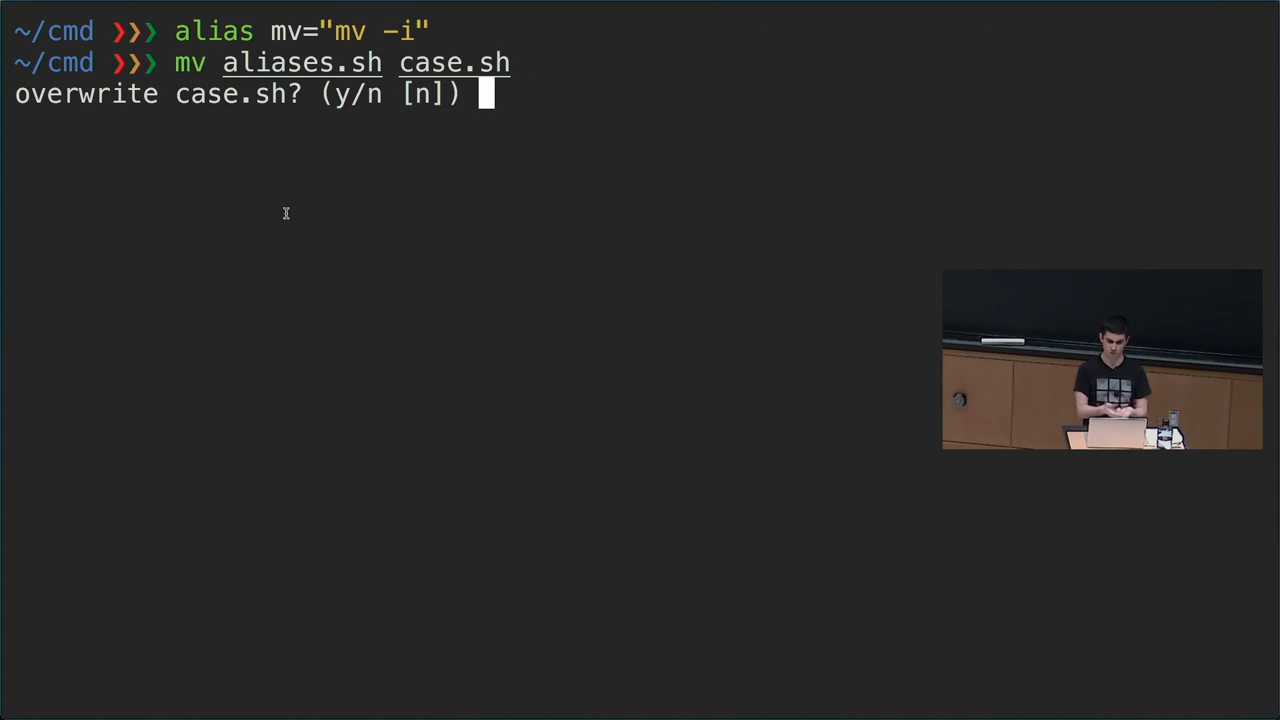 ~/cmd ❯❯❯ alias mv="mv -i"
~/cmd ❯❯❯ mv aliases.sh case.sh
overwrite case.sh? (y/n [n])